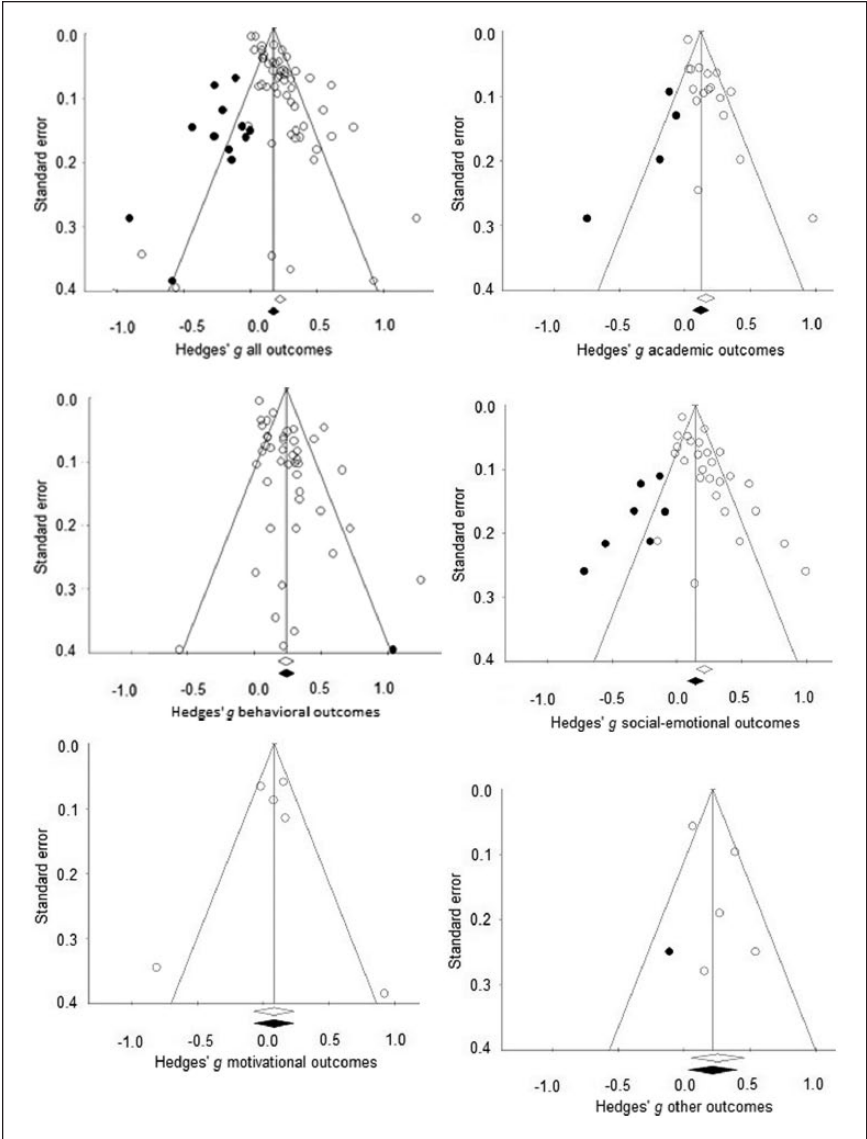 0.0
0.1
0.2
0.3
0.4
Standard error
-1.0 -0.5 0.0 0.5 1.0
Hedges' g all outcomes
0.0
0.1
0.2
0.3
0.4
Standard error
-1.0 -0.5 0.0 0.5 1.0
Hedges' g academic outcomes
0.0
0.1
0.2
0.3
0.4
Standard error
-1.0 -0.5 0.0 0.5 1.0
Hedges' g behavioral outcomes
0.0
0.1
0.2
0.3
0.4
Standard error
-1.0 -0.5 0.0 0.5 1.0
Hedges' g social-emotional outcomes
0.0
0.1
0.2
0.3
0.4
Standard error
-1.0 -0.5 0.0 0.5 1.0
Hedges' g motivational outcomes
0.0
0.1
0.2
0.3
0.4
Standard error
-1.0 -0.5 0.0 0.5 1.0
Hedges' g other outcomes